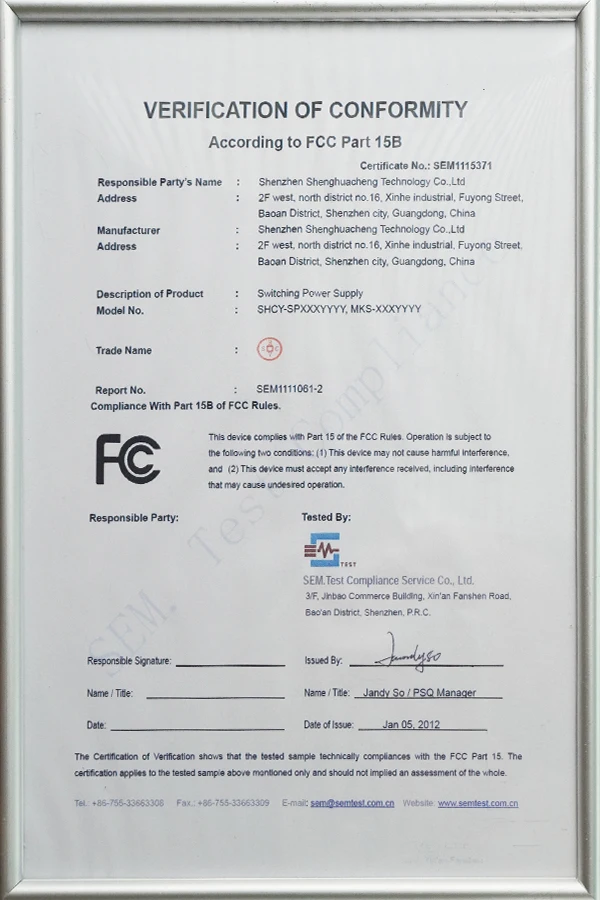 VERIFICATION OF CONFORMITY
According to FCC Part 15B
Certificate No.: SEM1115371
Responsible Party's Name : Shenzhen Shenghuacheng Technology Co.,Ltd
Address : 2F west, north district no.16, Xinhe industrial, Fuyong Street,
Baoan District, Shenzhen city, Guangdong, China
Manufacturer : Shenzhen Shenghuacheng Technology Co.,Ltd
Address : 2F west, north district no.16, Xinhe industrial, Fuyong Street,
Baoan District, Shenzhen city, Guangdong, China
Description of Product : Switching Power Supply
Model No. : SHCY-SPXXXYYYY, MKS-XXXYYYY
Trade Name :
Report No. : SEM1111061-2
Compliance With Part 15B of FCC Rules.
FCC
This device complies with Part 15 of the FCC Rules. Operation is subject to
the following two conditions: (1) This device may not cause harmful interference,
and (2) This device must accept any interference received, including interference
that may cause undesired operation.
Responsible Party: Tested By:
TEST
SEM.Test Compliance Service Co., Ltd.
3/F, Jinbao Commerce Building, Xin'an Fanshen Road,
Bao'an District, Shenzhen, P.R.C.
Responsible Signature: Issued By: Jandyso
Name / Title: Name / Title: Jandy So / PSQ Manager
Date: Date of Issue: Jan 05, 2012
The Certification of Verification shows that the tested sample technically compliances with the FCC Part 15. The
certification applies to the tested sample above mentioned only and should not implied an assessment of the whole.
Tel.: +86-755-33663308 Fax.: +86-755-33663309 E-mail: sem@semtest.com.cn Website: www.semtest.com.cn
SEM. Test Compliance